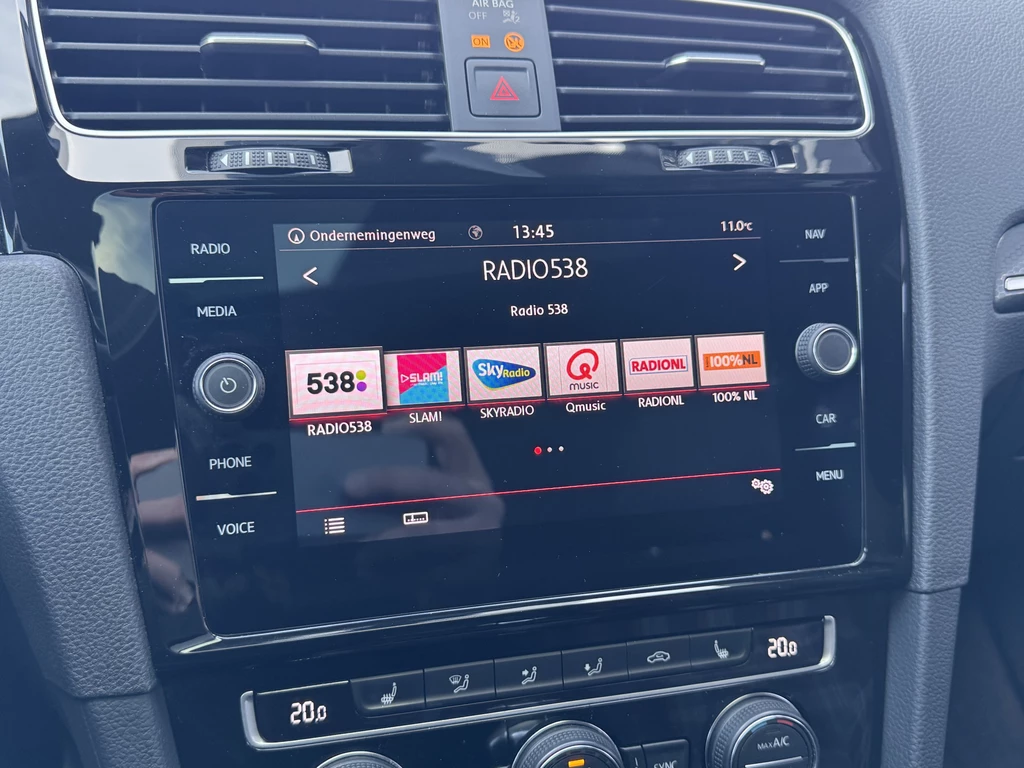 AIR BAG
OFF
ON
RADIO
MEDIA
PHONE
VOICE
Ondernemingenweg
13:45
11.0°C
RADIO538
Radio 538
538
SLAM!
Sky Radio
Q MUSIC
RADIONL
100%NL
RADIO538
SLAM!
SKYRADIO
Qmusic
RADIONL
100% NL
NAV
APP
CAR
MENU
20.0
20.0
MAX A/C
SYNC